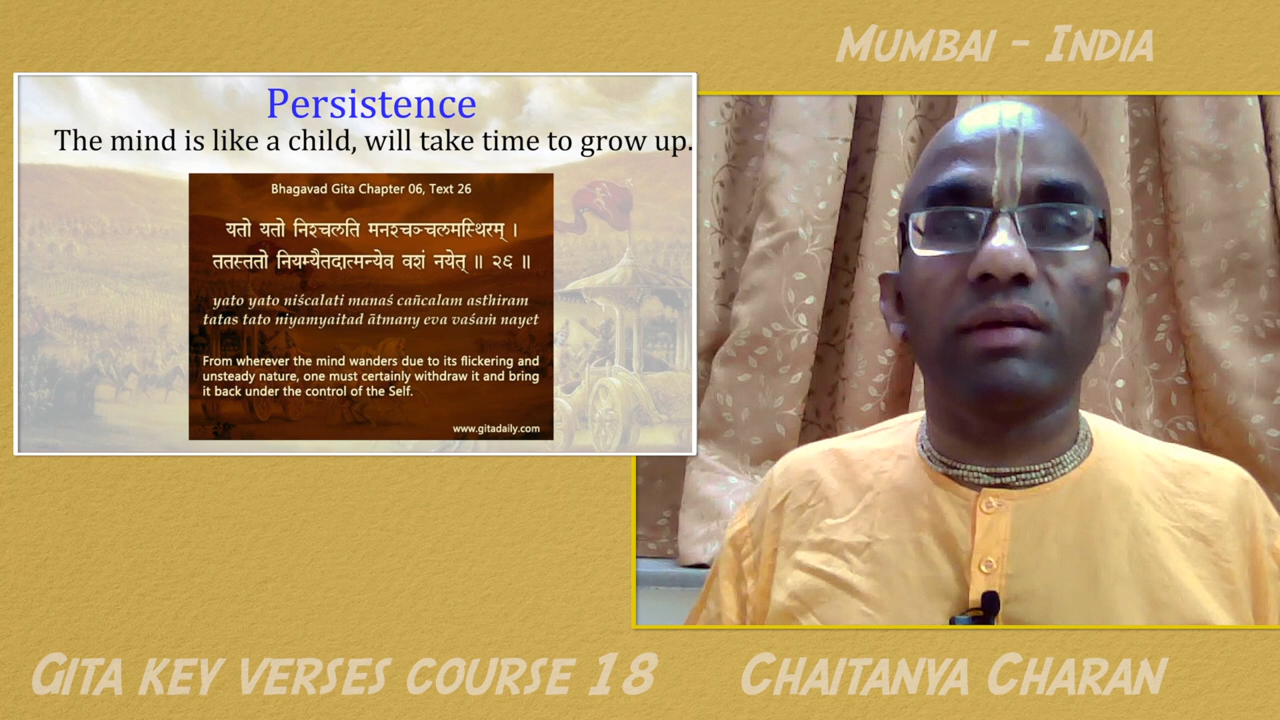 MUMBAI - INDIA
Persistence
The mind is like a child, will take time to grow up.
Bhagavad Gita Chapter 06, Text 26
यतो यतो निश्चलति मनश्चञ्चलमस्थिरम् ।
ततस्ततो नियम्यैतदात्मन्येव वशं नयेत् ॥ २६ ॥
yato yato niścalati manaś cañcalam asthiram
tatas tato niyamyaitad ātmany eva vaśaṁ nayet
From wherever the mind wanders due to its flickering and
unsteady nature, one must certainly withdraw it and bring
it back under the control of the Self.
www.gitadaily.com
GITA KEY VERSES COURSE 18
CHAITANYA CHARAN